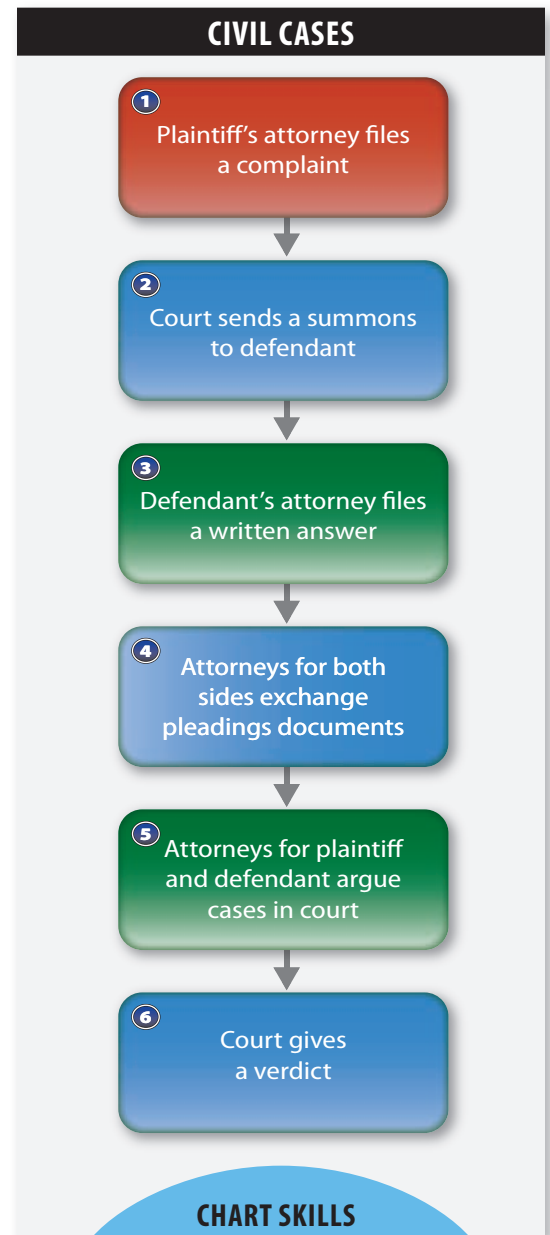 CIVIL CASES
1
Plaintiff’s attorney files
a complaint
2
Court sends a summons
to defendant
3
Defendant’s attorney files
a written answer
4
Attorneys for both
sides exchange
pleadings documents
5
Attorneys for plaintiff
and defendant argue
cases in court
6
Court gives
a verdict
CHART SKILLS